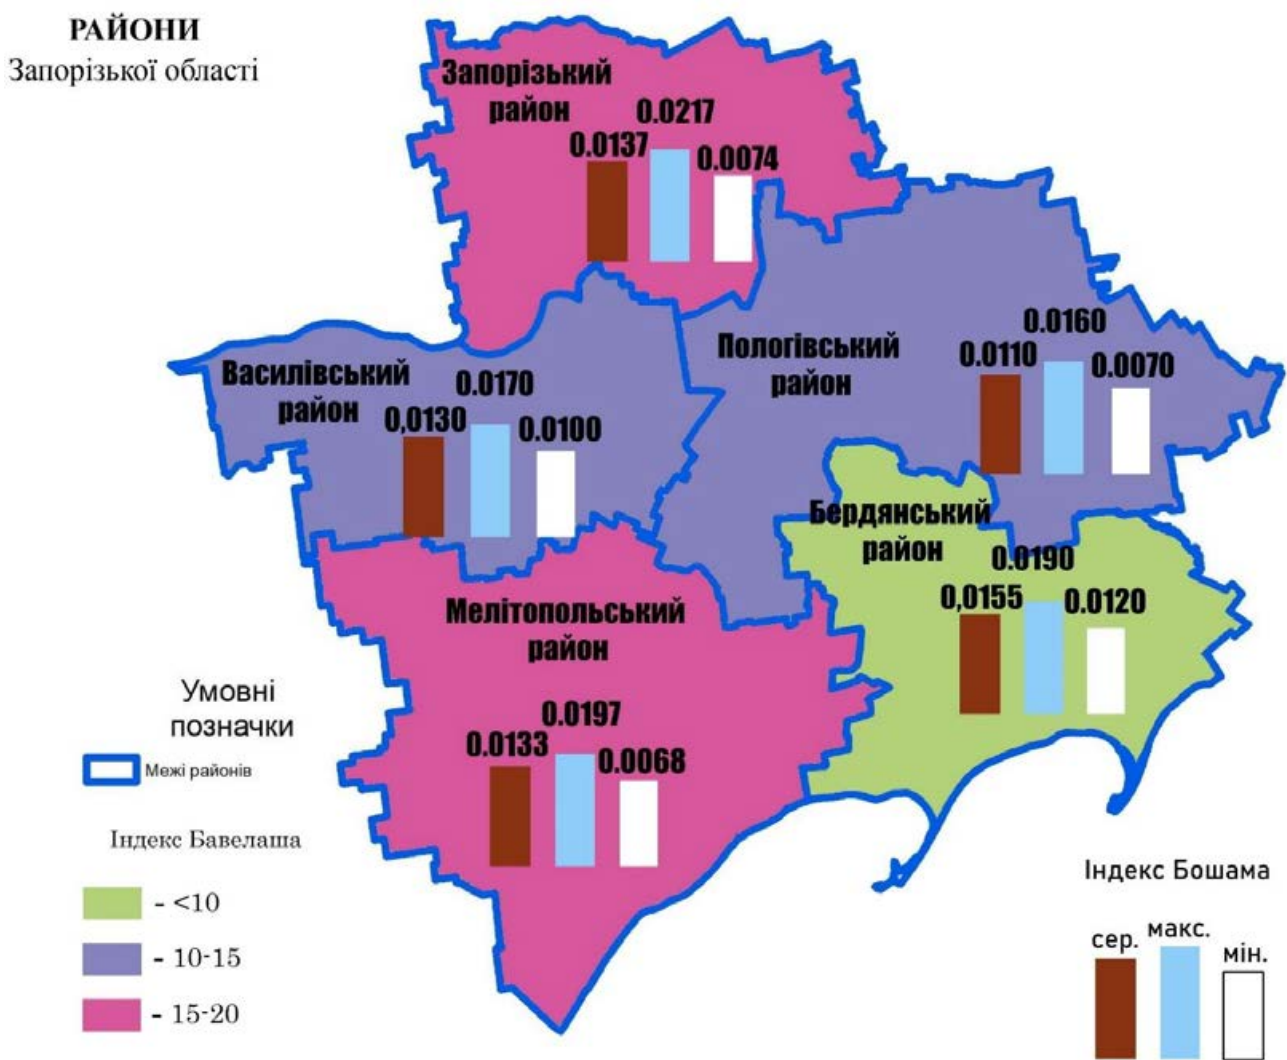 РАЙОНИ
Запорізької області
Запорізький
район
0.0137
0.0217
0.0074
Василівський
район
0,0130
0.0170
0.0100
Пологівський
район
0.0110
0.0160
0.0070
Бердянський
район
0,0155
0.0190
0.0120
Мелітопольський
район
0.0133
0.0197
0.0068
Умовні
позначки
Межі районів
Індекс Бавелаша
- <10
- 10-15
- 15-20
Індекс Бошама
сер.
макс.
мін.